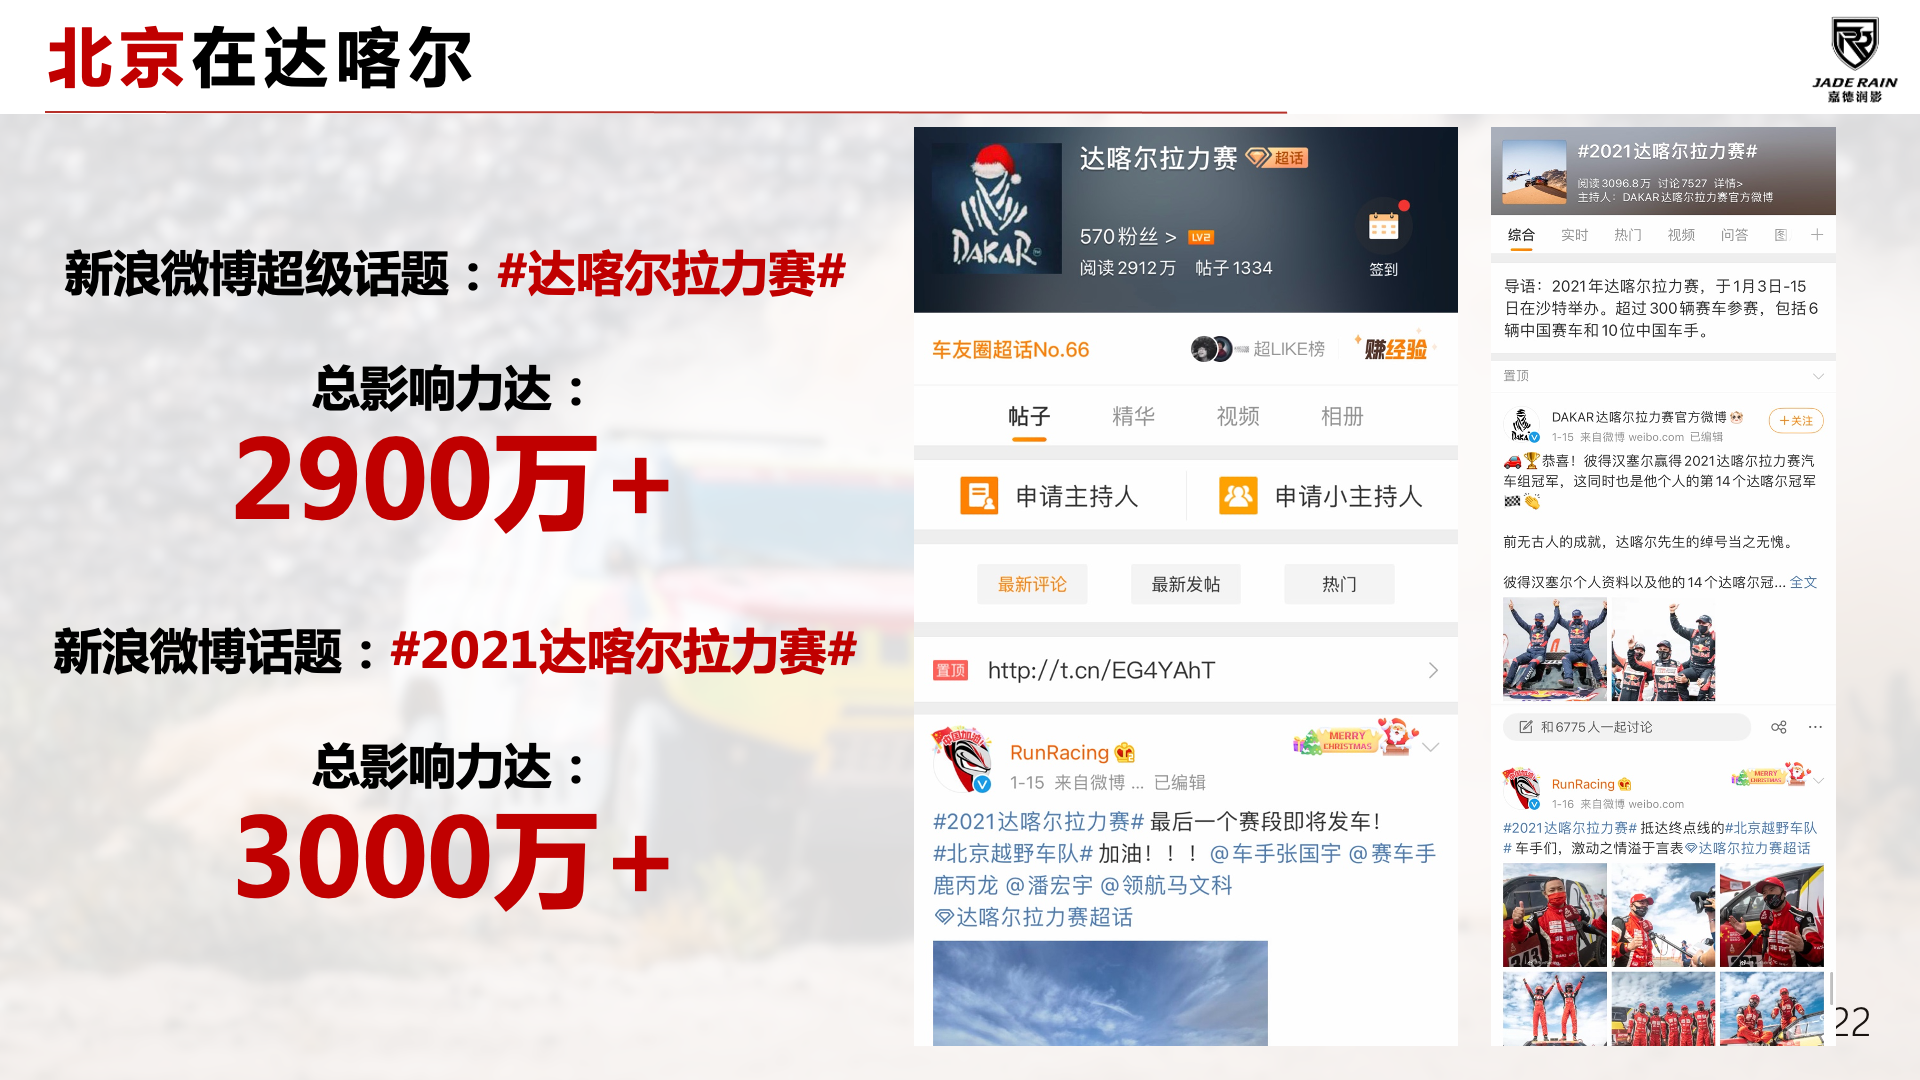 北京在达喀尔
JADE RAIN
嘉德润影
新浪微博超级话题：#达喀尔拉力赛#
总影响力达：
2900万+
新浪微博话题：#2021达喀尔拉力赛#
总影响力达：
3000万+
DAKAR
达喀尔拉力赛 超话
570粉丝 > LV2
阅读2912万 帖子1334
签到
车友圈超话No.66
超LIKE榜
赚经验
帖子 精华 视频 相册
申请主持人 申请小主持人
最新评论 最新发帖 热门
置顶 http://t.cn/EG4YAhT
中国加油!
RunRacing
MERRY
CHRISTMAS
1-15 来自微博 ... 已编辑
#2021达喀尔拉力赛# 最后一个赛段即将发车！
#北京越野车队# 加油！！！@车手张国宇 @赛车手
鹿丙龙 @潘宏宇 @领航马文科
达喀尔拉力赛超话
#2021达喀尔拉力赛#
阅读3096.8万 讨论7527 详情>
主持人：DAKAR达喀尔拉力赛官方微博
综合 实时 热门 视频 问答 图
导语：2021年达喀尔拉力赛，于1月3日-15
日在沙特举办。超过300辆赛车参赛，包括6
辆中国赛车和10位中国车手。
置顶
DAKAR
DAKAR达喀尔拉力赛官方微博
+关注
1-15 来自微博 weibo.com 已编辑
恭喜！彼得汉塞尔赢得2021达喀尔拉力赛汽
车组冠军，这同时也是他个人的第14个达喀尔冠军
前无古人的成就，达喀尔先生的绰号当之无愧。
彼得汉塞尔个人资料以及他的14个达喀尔冠... 全文
和6775人一起讨论
RunRacing
MERRY
CHRISTMAS
1-16 来自微博 weibo.com
#2021达喀尔拉力赛# 抵达终点线的#北京越野车队
# 车手们，激动之情溢于言表达喀尔拉力赛超话
22